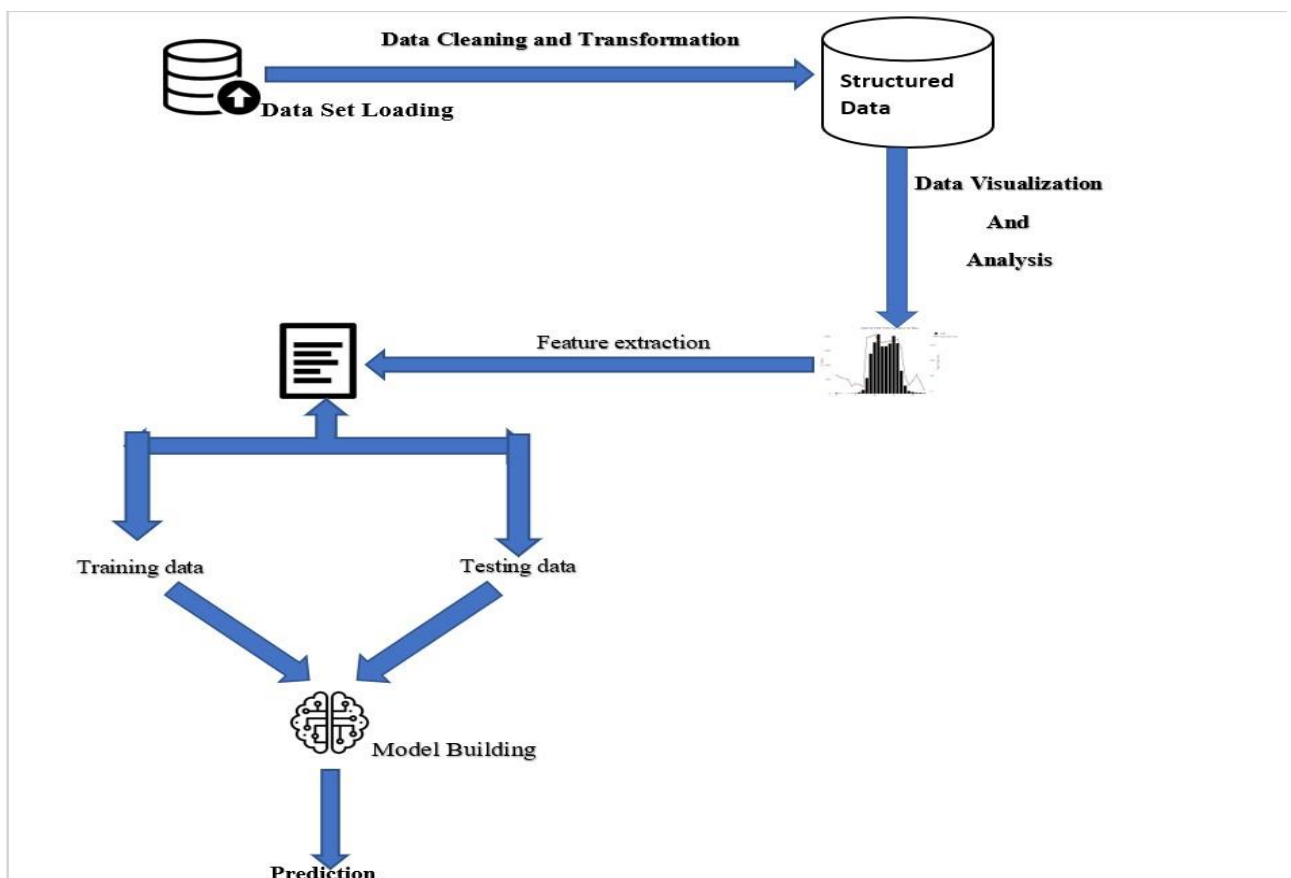 Data Cleaning and Transformation
Structured
Data
Data Set Loading
Data Visualization
And
Analysis
Feature extraction
Training data
Testing data
Model Building
Prediction